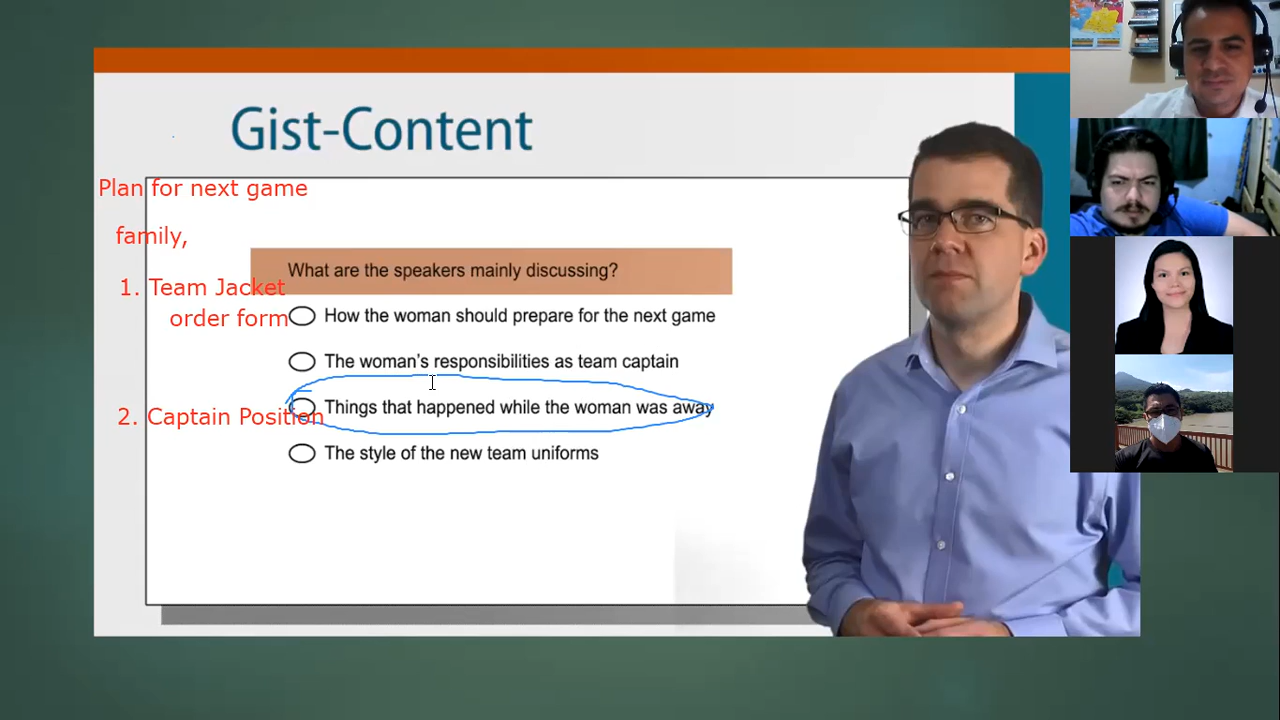 Gist-Content
Plan for next game
family,
What are the speakers mainly discussing?
1. Team Jacket
order form
How the woman should prepare for the next game
The woman's responsibilities as team captain
Things that happened while the woman was away
2. Captain Position
The style of the new team uniforms